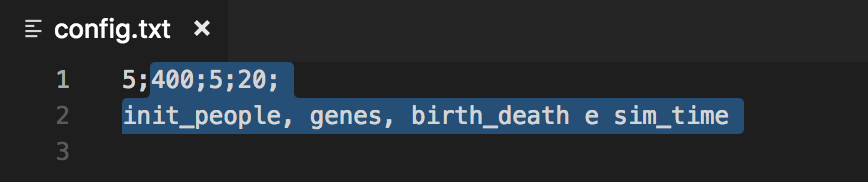 config.txt
1 5;400;5;20;
2 init_people, genes, birth_death e sim_time
3